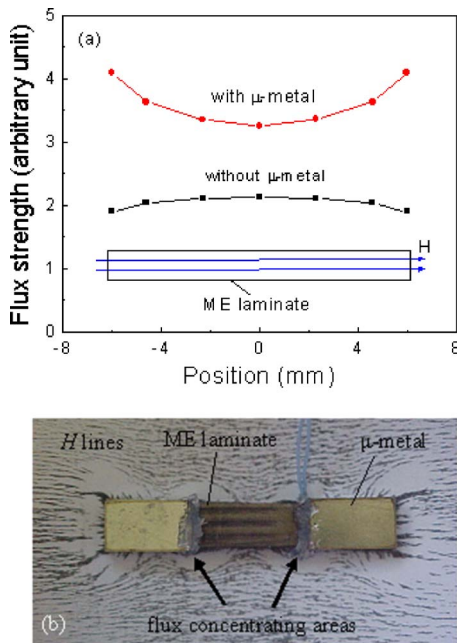 (a)
5
4
3
2
1
0
Flux strength (arbitrary unit)
with μ-metal
without μ-metal
H
ME laminate
-8
-4
0
4
8
Position (mm)
H lines
ME laminate
μ-metal
(b)
flux concentrating areas